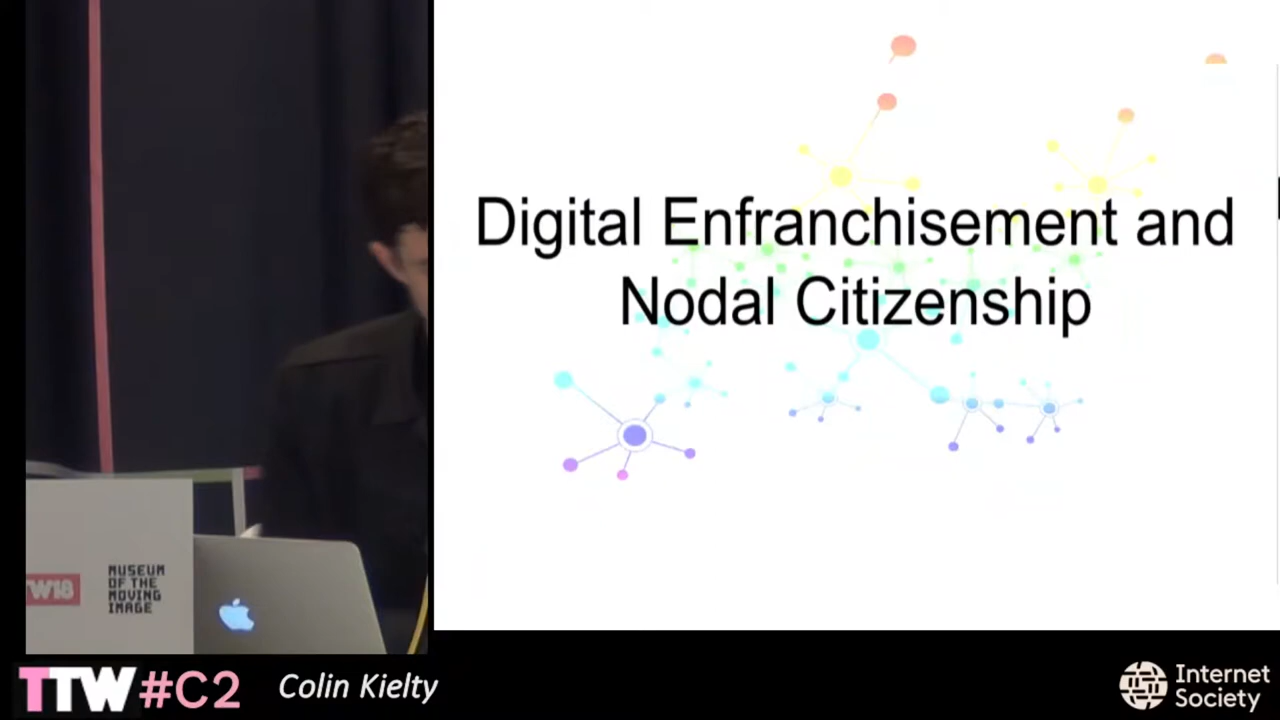 Digital Enfranchisement and
Nodal Citizenship
TW18
MUSEUM
OF THE
MOVING
IMAGE
TTW#C2
Colin Kielty
Internet
Society